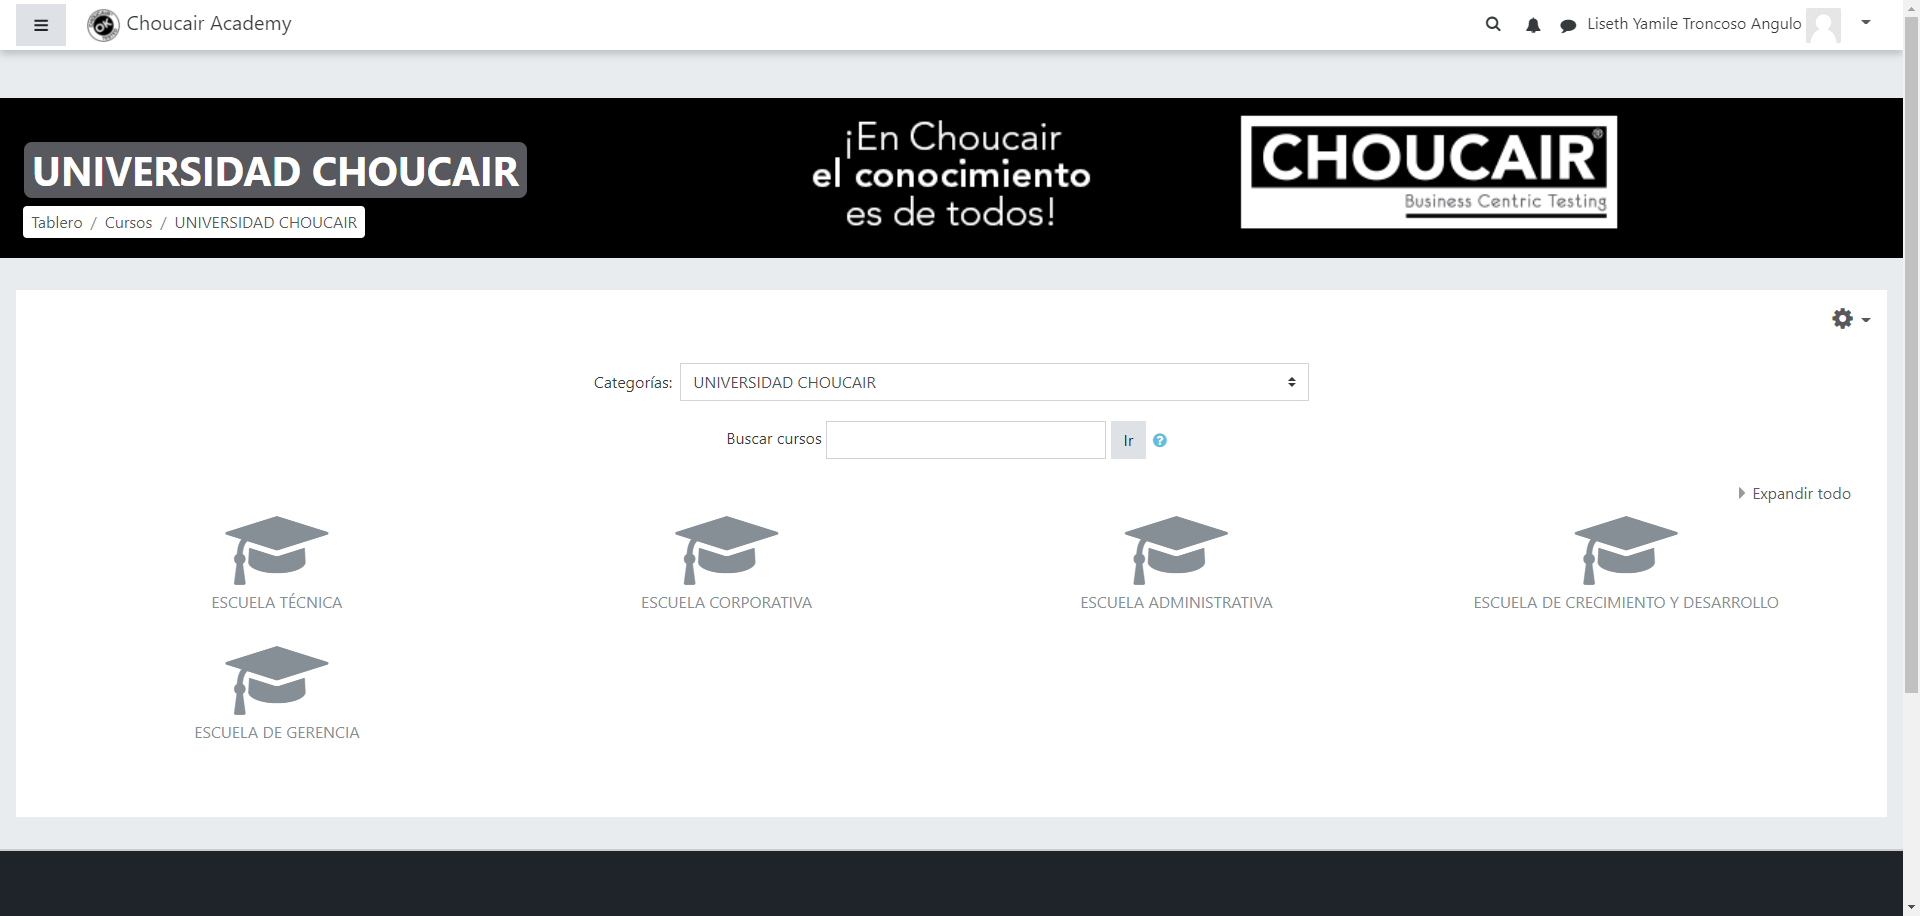 Choucair Academy
Liseth Yamile Troncoso Angulo
UNIVERSIDAD CHOUCAIR
Tablero / Cursos / UNIVERSIDAD CHOUCAIR
¡En Choucair
el conocimiento
es de todos!
CHOUCAIR®
Business Centric Testing
Categorías: UNIVERSIDAD CHOUCAIR
Buscar cursos Ir
Expandir todo
ESCUELA TÉCNICA
ESCUELA CORPORATIVA
ESCUELA ADMINISTRATIVA
ESCUELA DE CRECIMIENTO Y DESARROLLO
ESCUELA DE GERENCIA